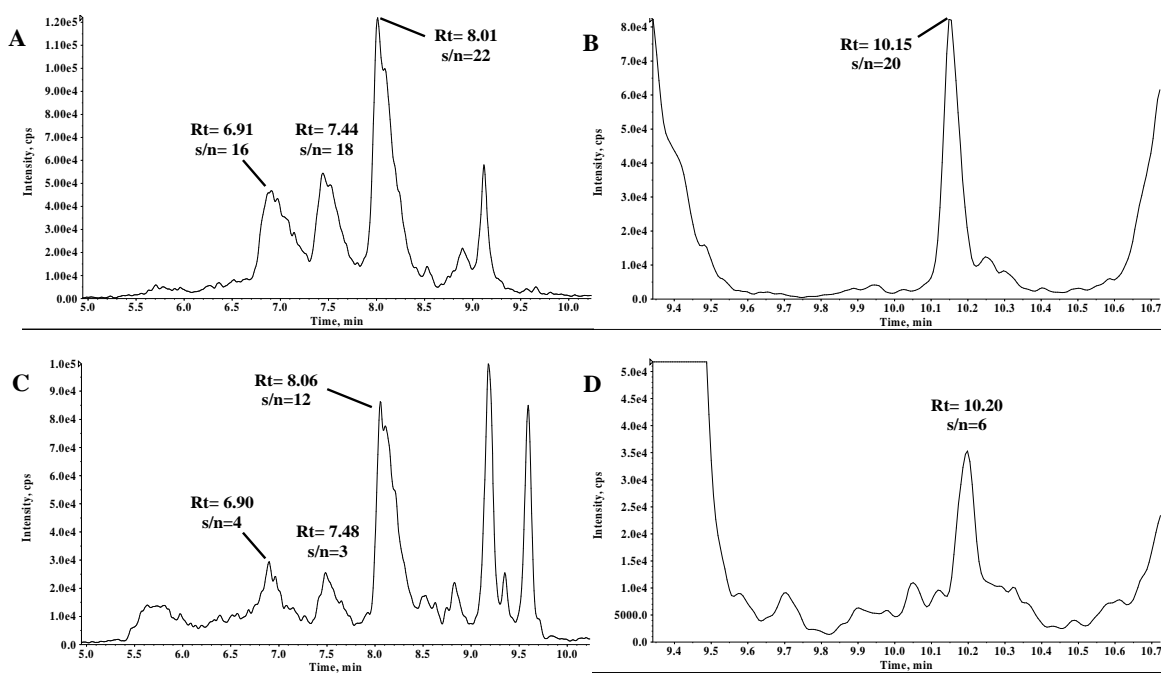 A
Intensity, cps
1.20e5
1.10e5
1.00e5
9.00e4
8.00e4
7.00e4
6.00e4
5.00e4
4.00e4
3.00e4
2.00e4
1.00e4
0.00
Rt= 6.91
s/n= 16
Rt= 7.44
s/n= 18
Rt= 8.01
s/n=22
5.0 5.5 6.0 6.5 7.0 7.5 8.0 8.5 9.0 9.5 10.0
Time, min
B
Intensity, cps
8.0e4
7.0e4
6.0e4
5.0e4
4.0e4
3.0e4
2.0e4
1.0e4
0.0
Rt= 10.15
s/n=20
9.4 9.5 9.6 9.7 9.8 9.9 10.0 10.1 10.2 10.3 10.4 10.5 10.6 10.7
Time, min
C
Intensity, cps
1.0e5
9.0e4
8.0e4
7.0e4
6.0e4
5.0e4
4.0e4
3.0e4
2.0e4
1.0e4
0.0
Rt= 6.90
s/n=4
Rt= 7.48
s/n=3
Rt= 8.06
s/n=12
5.0 5.5 6.0 6.5 7.0 7.5 8.0 8.5 9.0 9.5 10.0
Time, min
D
Intensity, cps
5.0e4
4.5e4
4.0e4
3.5e4
3.0e4
2.5e4
2.0e4
1.5e4
1.0e4
5000.0
0.0
Rt= 10.20
s/n=6
9.4 9.5 9.6 9.7 9.8 9.9 10.0 10.1 10.2 10.3 10.4 10.5 10.6 10.7
Time, min